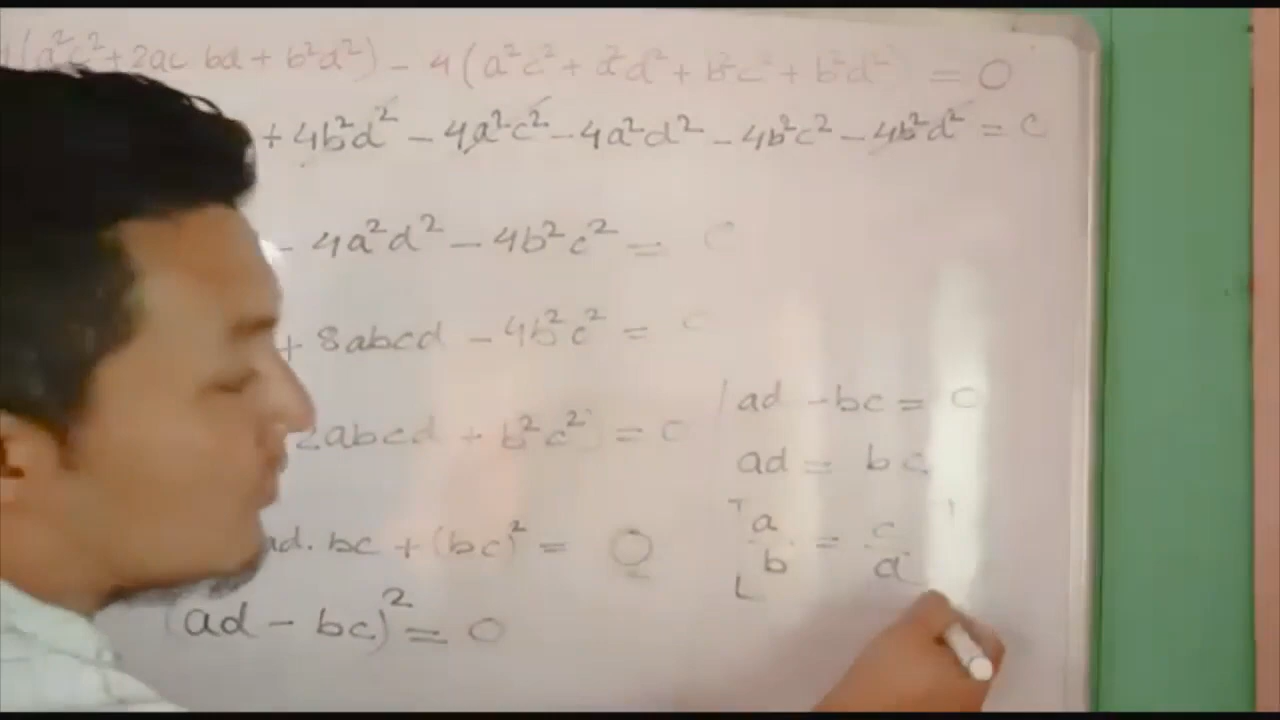 (a²c² + 2ac bd + b²d²) - 4(a²c² + a²d² + b²c² + b²d²) = 0
+ 4b²d² - 4a²c² - 4a²d² - 4b²c² - 4b²d² = 0
- 4a²d² - 4b²c² = 0
+ 8abcd - 4b²c² = 0
2abcd + b²c²) = 0
ad. bc + (bc)² = 0
(ad - bc)² = 0
ad - bc = 0
ad = bc
a/b = c/d